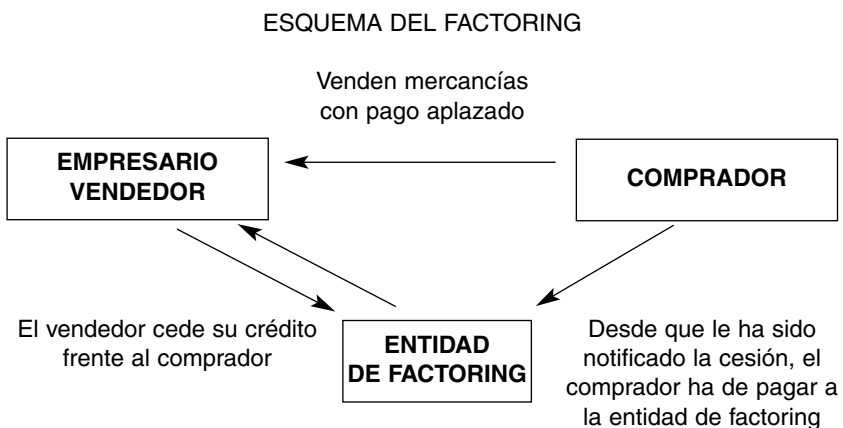 ESQUEMA DEL FACTORING
Venden mercancías
con pago aplazado
EMPRESARIO
VENDEDOR
COMPRADOR
El vendedor cede su crédito
frente al comprador
ENTIDAD
DE FACTORING
Desde que le ha sido
notificado la cesión, el
comprador ha de pagar a
la entidad de factoring